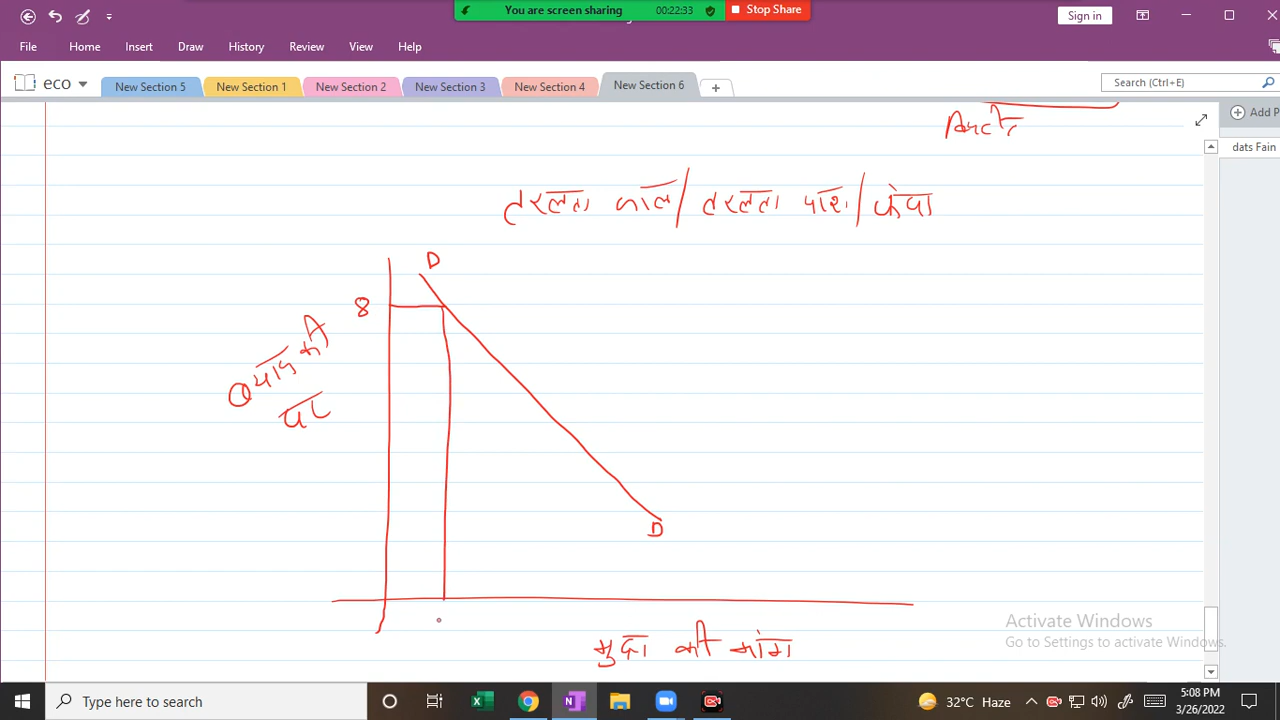 You are screen sharing 00:22:33 Stop Share
Sign in
File Home Insert Draw History Review View Help
eco New Section 5 New Section 1 New Section 2 New Section 3 New Section 4 New Section 6 Search (Ctrl+E)
Add P
dats Fain
तरलता जाल/ तरलता पाश/ फंदा
D
8
ब्याज की
दर
D
मुद्रा की मांग
Activate Windows
Go to Settings to activate Windows.
Type here to search 32°C Haze 5:08 PM
3/26/2022